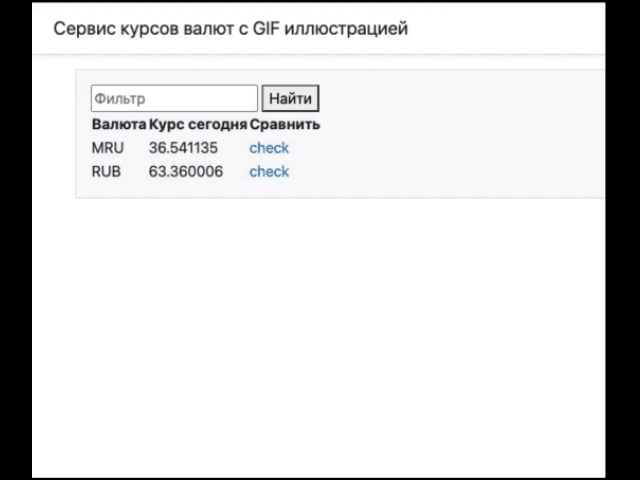 Сервис курсов валют с GIF иллюстрацией
Фильтр Найти
Валюта Курс сегодня Сравнить
MRU 36.541135 check
RUB 63.360006 check